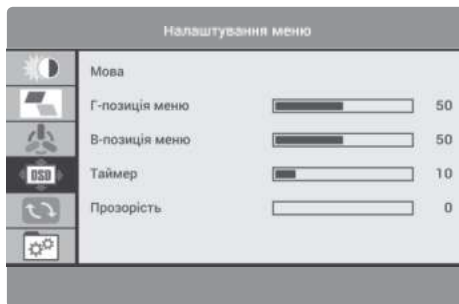 Налаштування меню
Мова
Г-позиція меню 50
В-позиція меню 50
OSD Таймер 10
Прозорість 0